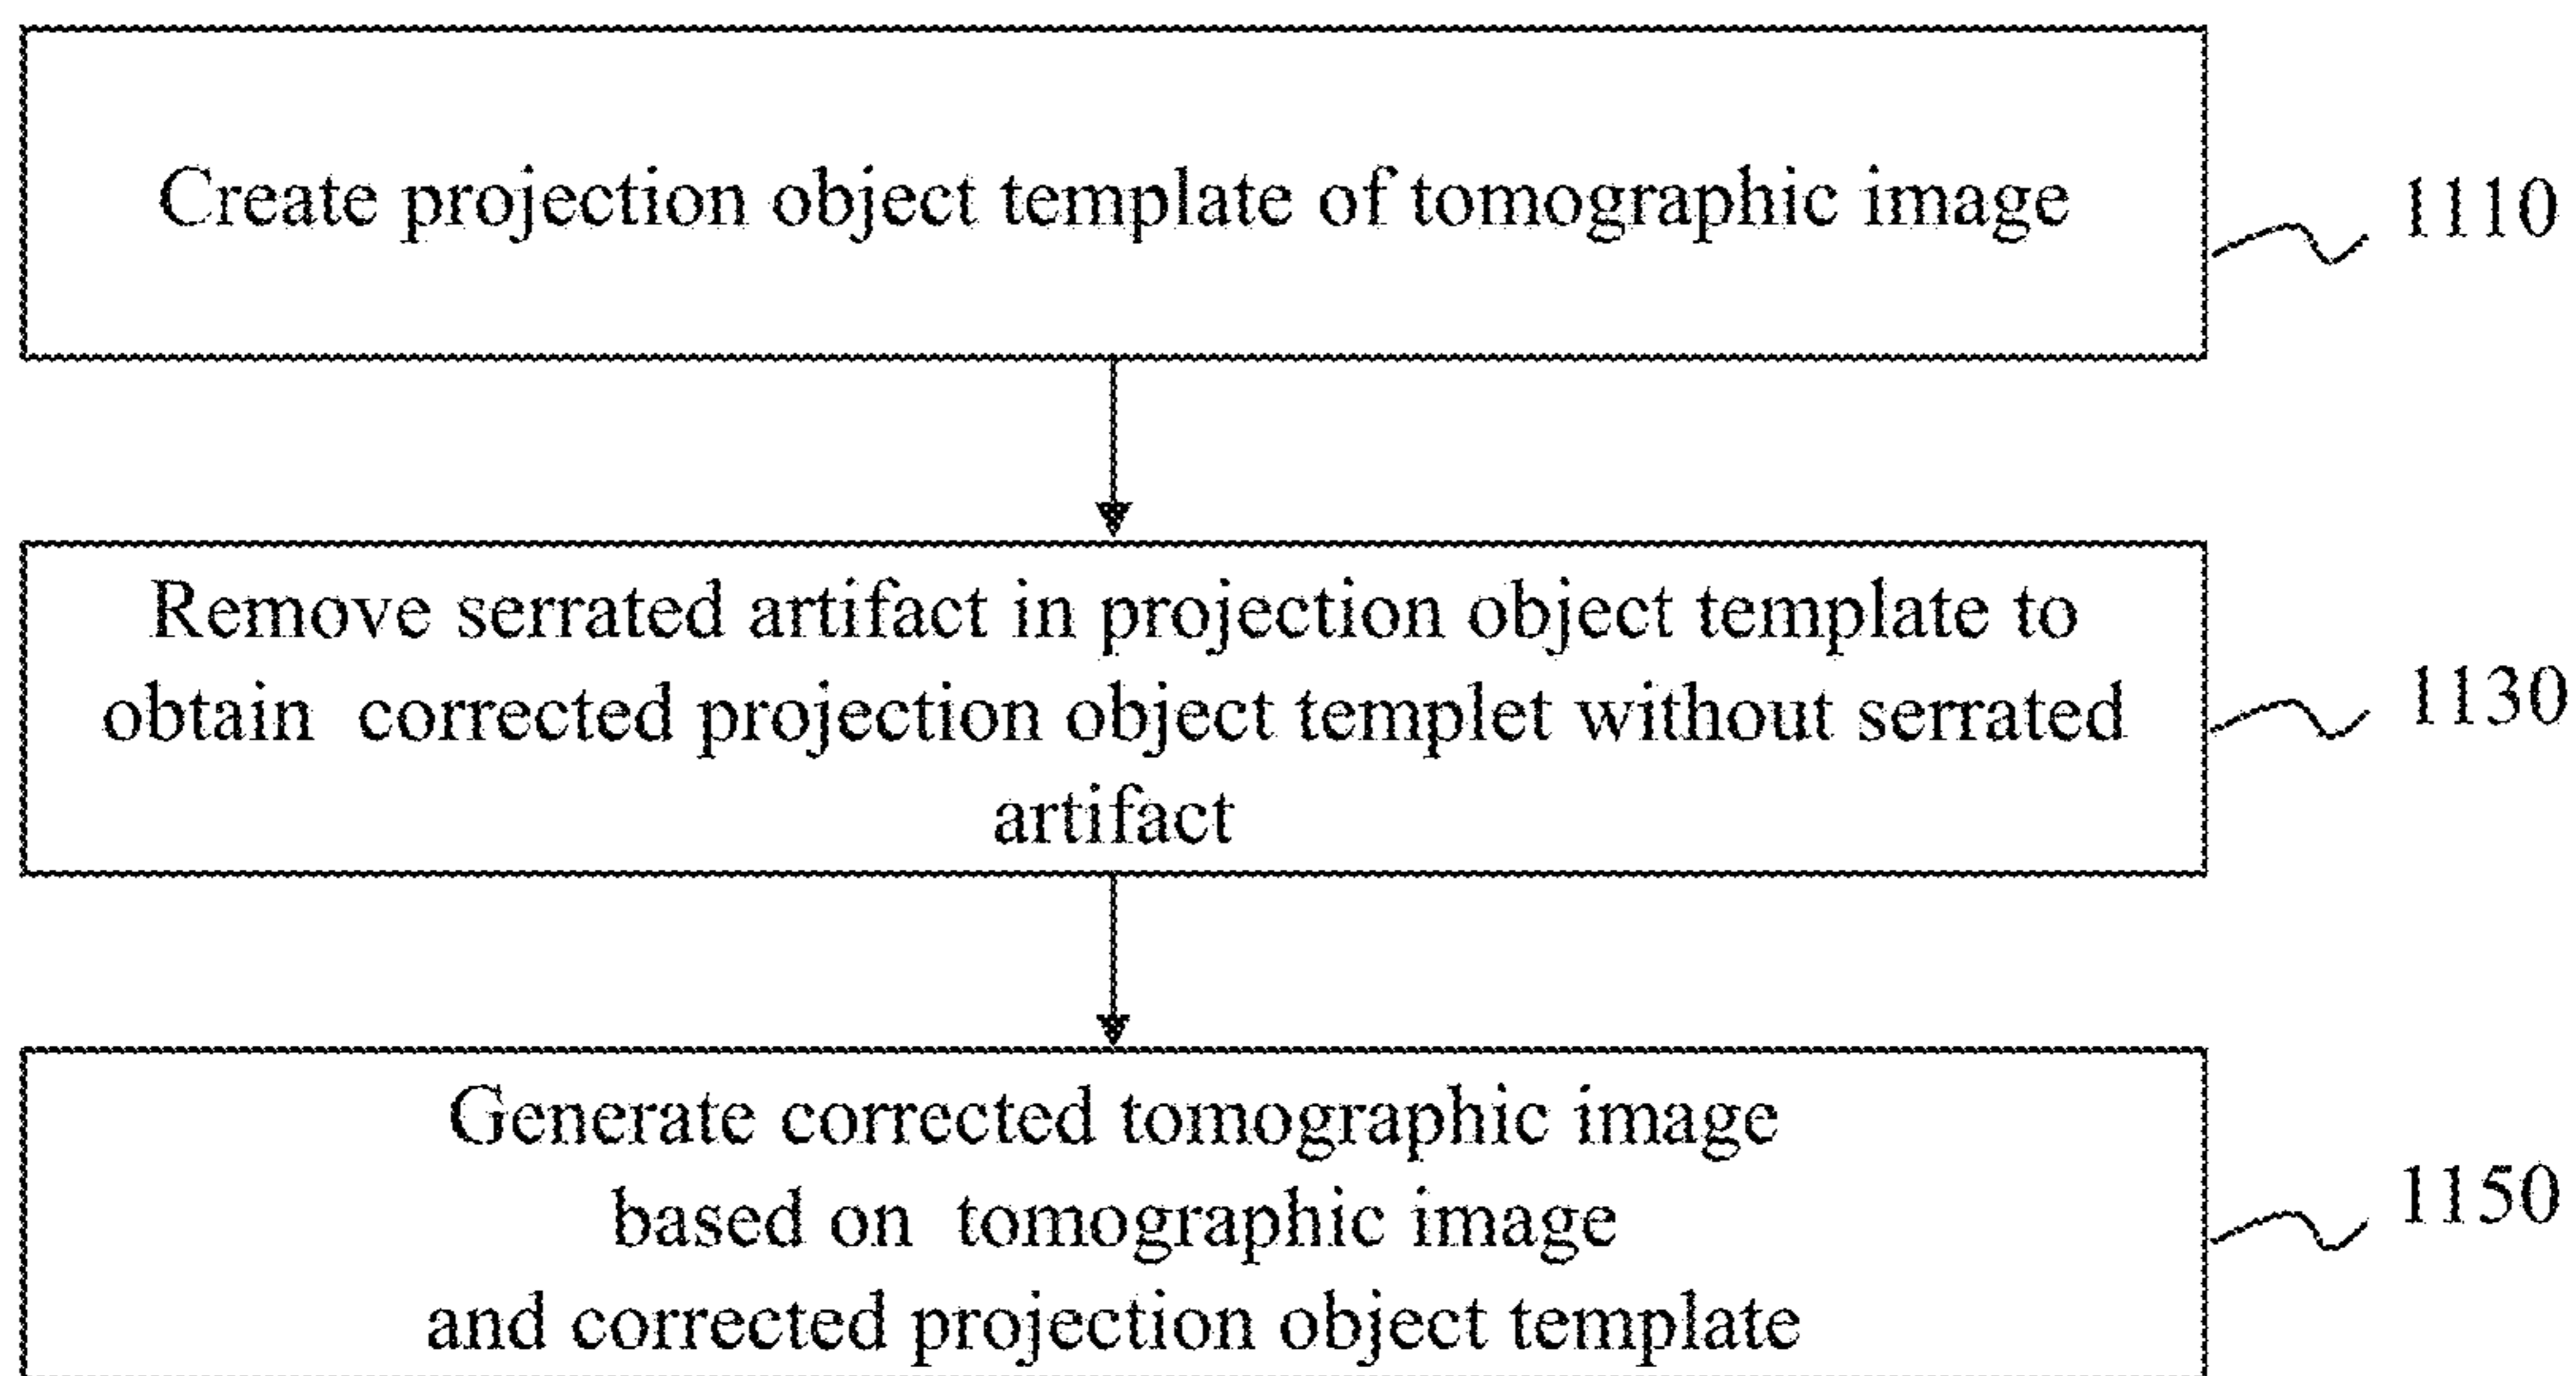 Create projection object template of tomographic image
1110
Remove serrated artifact in projection object template to
obtain corrected projection object templet without serrated
artifact
1130
Generate corrected tomographic image
based on tomographic image
and corrected projection object template
1150